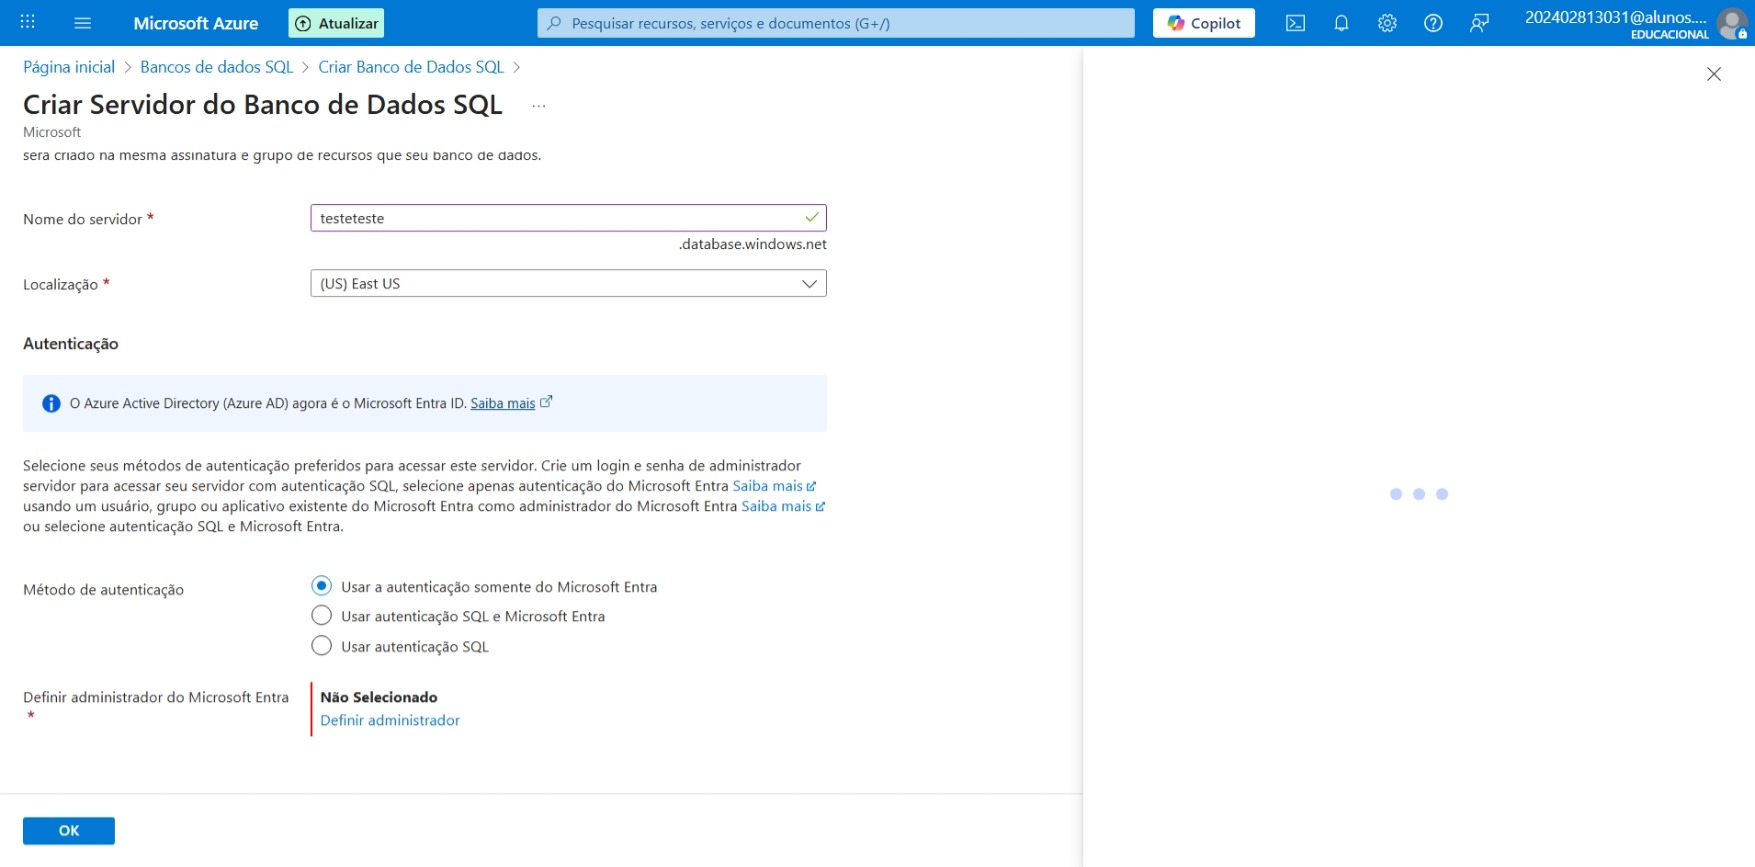 Microsoft Azure
Atualizar
Pesquisar recursos, serviços e documentos (G+/)
Copilot
202402813031@alunos....
EDUCACIONAL
Página inicial > Bancos de dados SQL > Criar Banco de Dados SQL >
Criar Servidor do Banco de Dados SQL ...
Microsoft
sera criado na mesma assinatura e grupo de recursos que seu banco de dados.
Nome do servidor *
testeteste
.database.windows.net
Localização *
(US) East US
Autenticação
O Azure Active Directory (Azure AD) agora é o Microsoft Entra ID. Saiba mais
Selecione seus métodos de autenticação preferidos para acessar este servidor. Crie um login e senha de administrador
servidor para acessar seu servidor com autenticação SQL, selecione apenas autenticação do Microsoft Entra Saiba mais
usando um usuário, grupo ou aplicativo existente do Microsoft Entra como administrador do Microsoft Entra Saiba mais
ou selecione autenticação SQL e Microsoft Entra.
Método de autenticação
Usar a autenticação somente do Microsoft Entra
Usar autenticação SQL e Microsoft Entra
Usar autenticação SQL
Definir administrador do Microsoft Entra
*
Não Selecionado
Definir administrador
OK